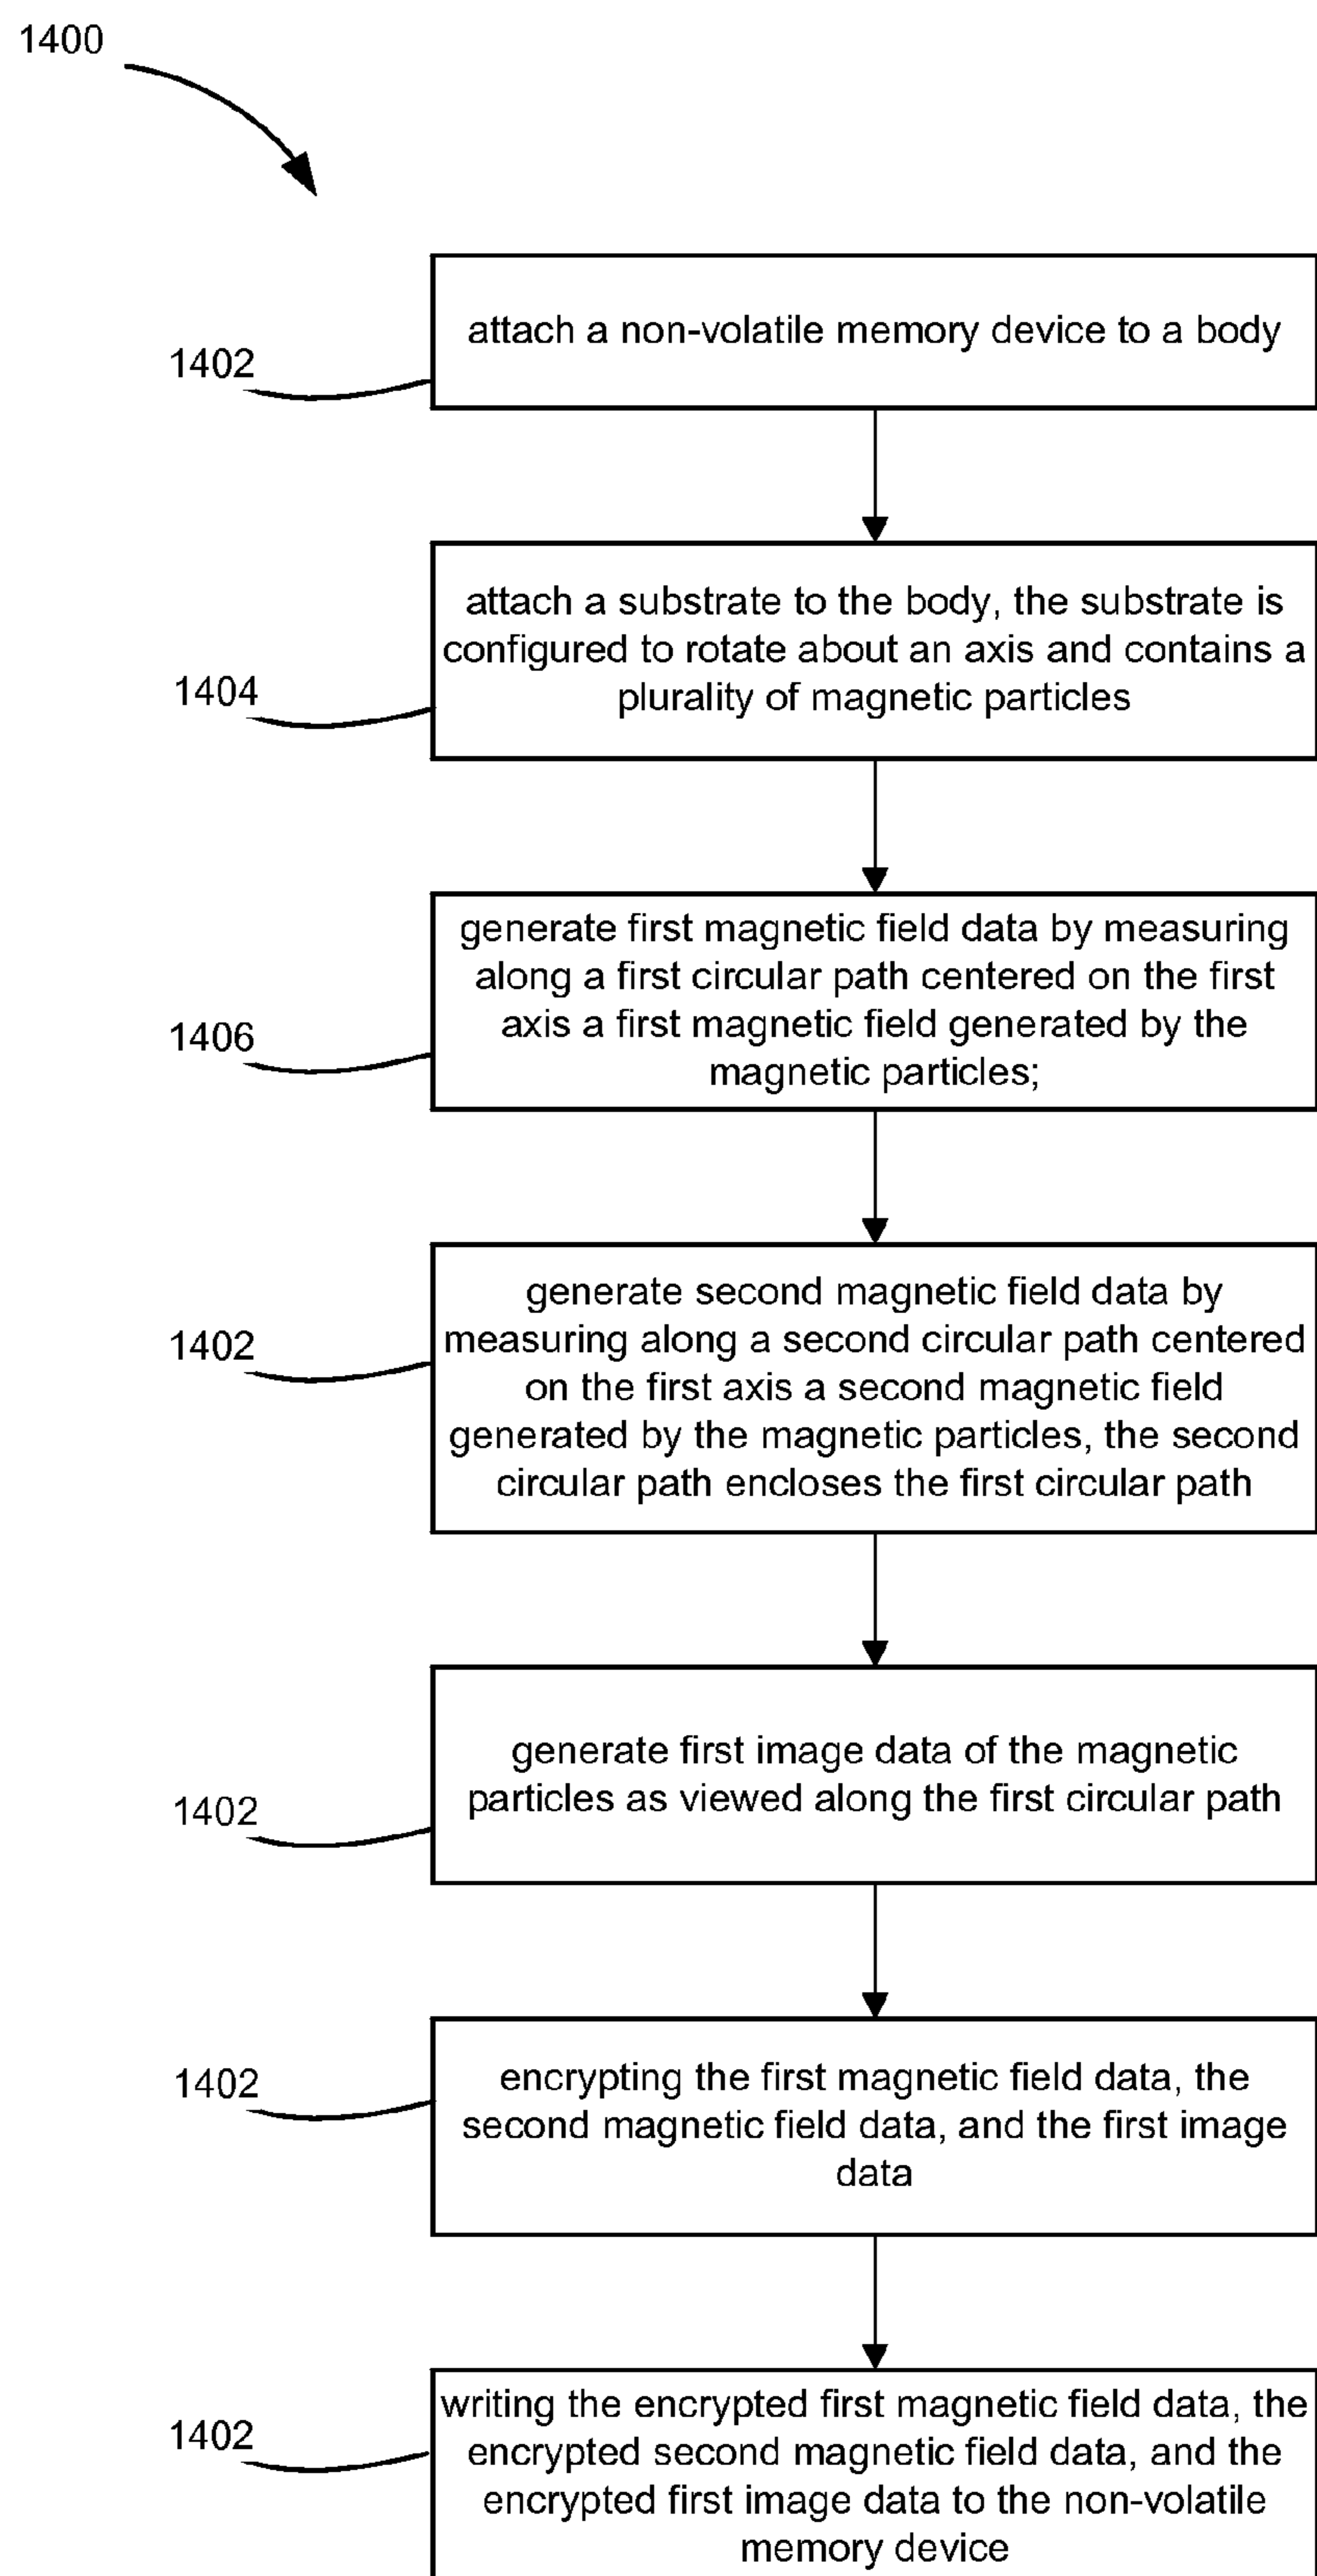 1400
attach a non-volatile memory device to a body
1402
attach a substrate to the body, the substrate is
configured to rotate about an axis and contains a
plurality of magnetic particles
1404
generate first magnetic field data by measuring
along a first circular path centered on the first
axis a first magnetic field generated by the
magnetic particles;
1406
generate second magnetic field data by
measuring along a second circular path centered
on the first axis a second magnetic field
generated by the magnetic particles, the second
circular path encloses the first circular path
1402
generate first image data of the magnetic
particles as viewed along the first circular path
1402
encrypting the first magnetic field data, the
second magnetic field data, and the first image
data
1402
writing the encrypted first magnetic field data, the
encrypted second magnetic field data, and the
encrypted first image data to the non-volatile
memory device
1402